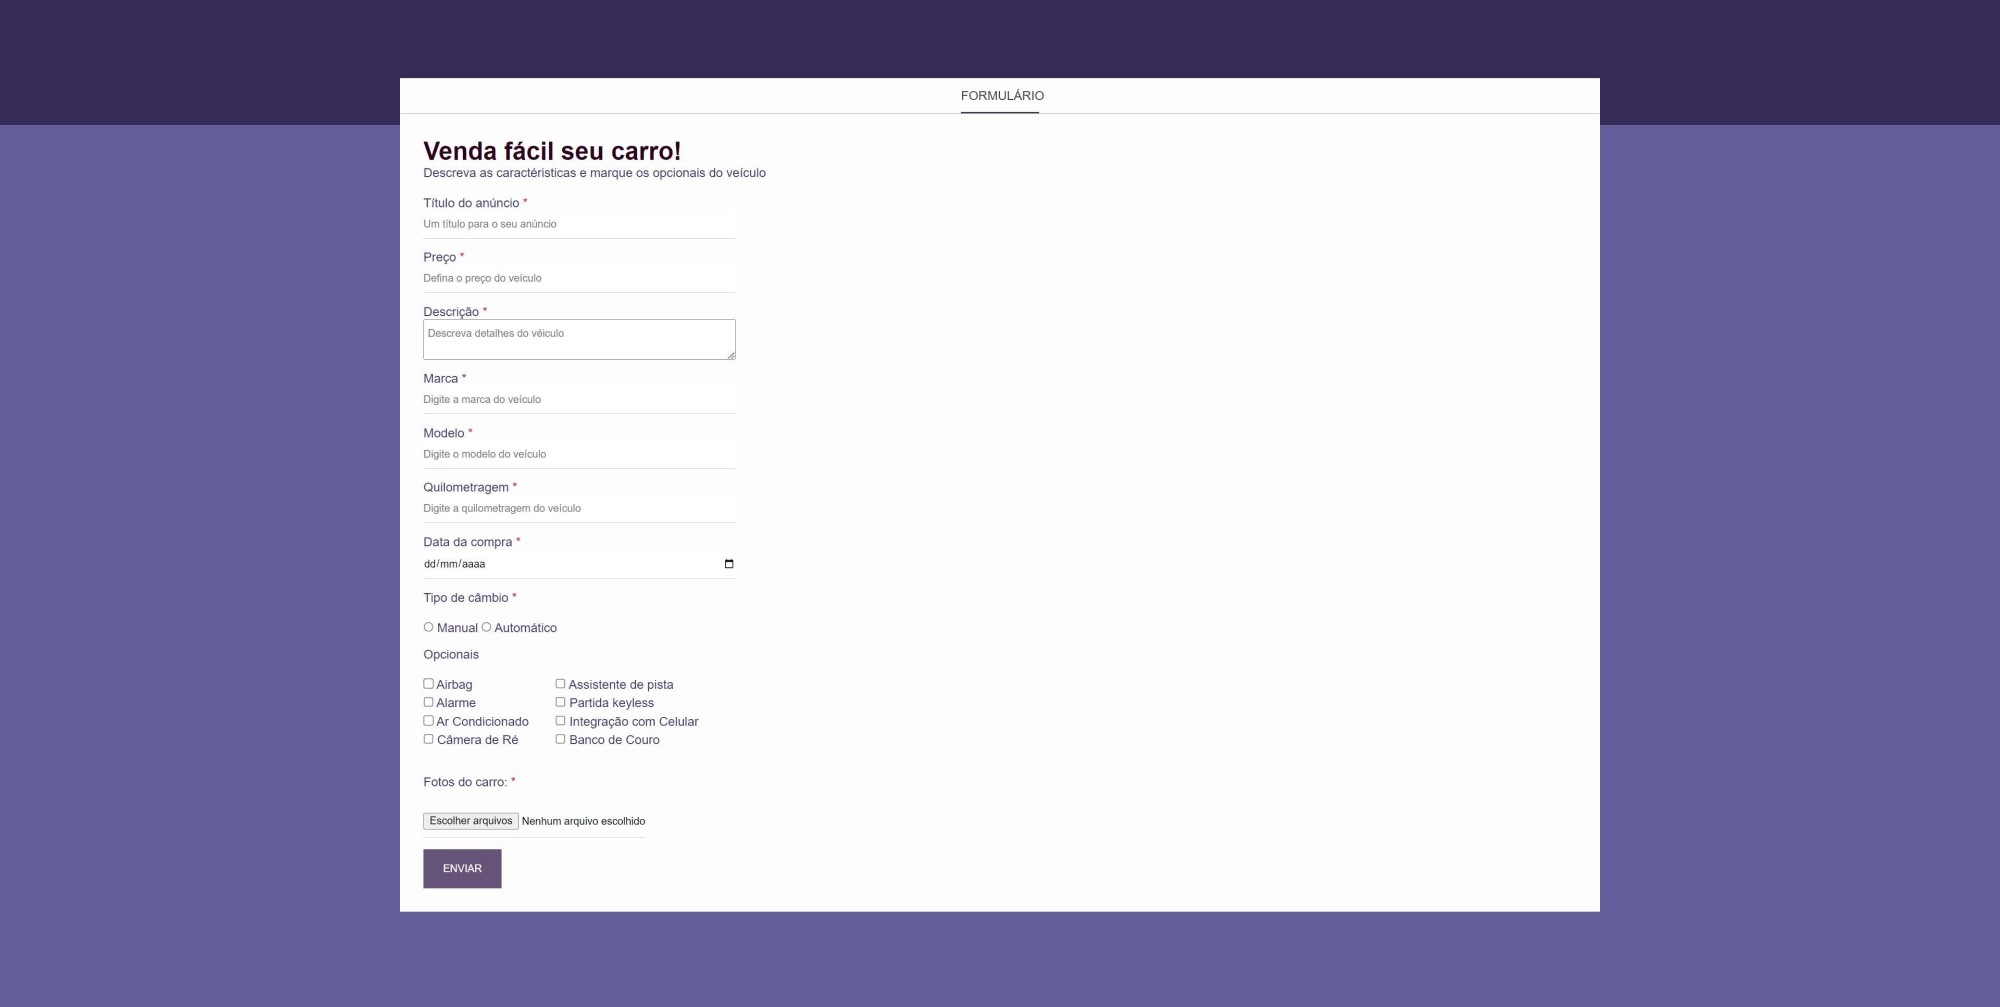 FORMULÁRIO
Venda fácil seu carro!
Descreva as caractéristicas e marque os opcionais do veículo
Título do anúncio *
Um título para o seu anúncio
Preço *
Defina o preço do veículo
Descrição *
Descreva detalhes do véiculo
Marca *
Digite a marca do veículo
Modelo *
Digite o modelo do veículo
Quilometragem *
Digite a quilometragem do veículo
Data da compra *
dd/mm/aaaa
Tipo de câmbio *
Manual Automático
Opcionais
Airbag Assistente de pista
Alarme Partida keyless
Ar Condicionado Integração com Celular
Câmera de Ré Banco de Couro
Fotos do carro: *
Escolher arquivos Nenhum arquivo escolhido
ENVIAR